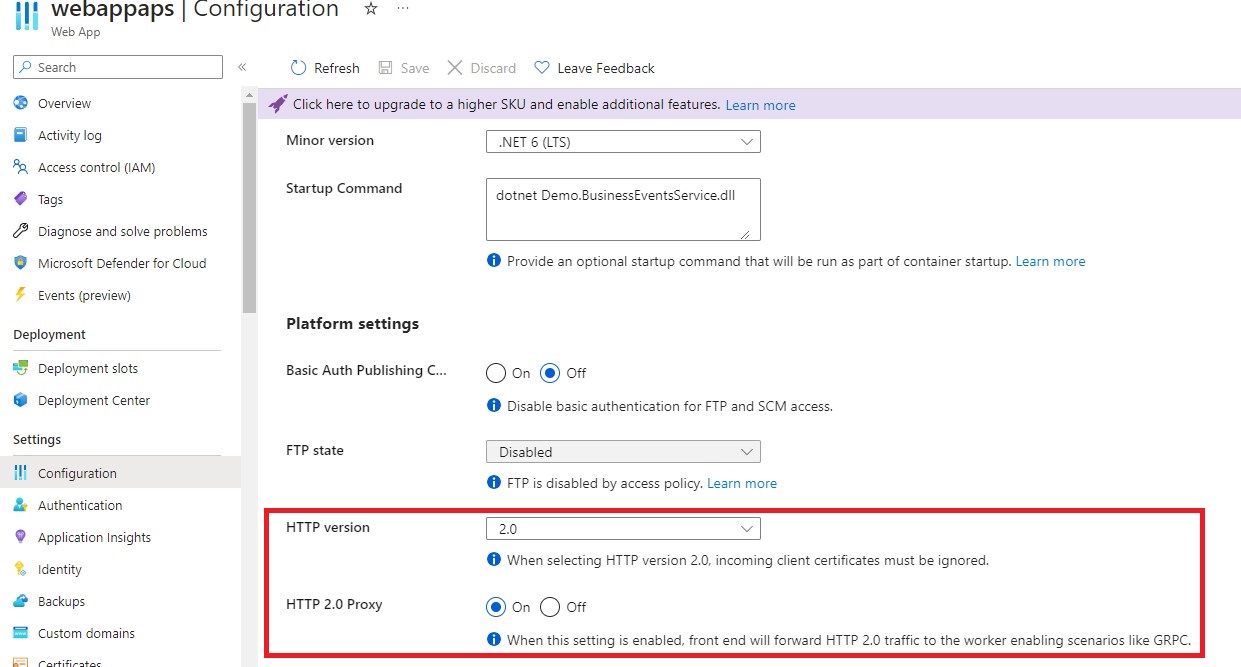 webappaps | Configuration ☆ ···
Web App
Search «
Overview
Activity log
Access control (IAM)
Tags
Diagnose and solve problems
Microsoft Defender for Cloud
Events (preview)
Deployment
Deployment slots
Deployment Center
Settings
Configuration
Authentication
Application Insights
Identity
Backups
Custom domains
Certificates
Refresh Save Discard Leave Feedback
Click here to upgrade to a higher SKU and enable additional features. Learn more
Minor version .NET 6 (LTS)
Startup Command dotnet Demo.BusinessEventsService.dll
Provide an optional startup command that will be run as part of container startup. Learn more
Platform settings
Basic Auth Publishing C... On Off
Disable basic authentication for FTP and SCM access.
FTP state Disabled
FTP is disabled by access policy. Learn more
HTTP version 2.0
When selecting HTTP version 2.0, incoming client certificates must be ignored.
HTTP 2.0 Proxy On Off
When this setting is enabled, front end will forward HTTP 2.0 traffic to the worker enabling scenarios like GRPC.